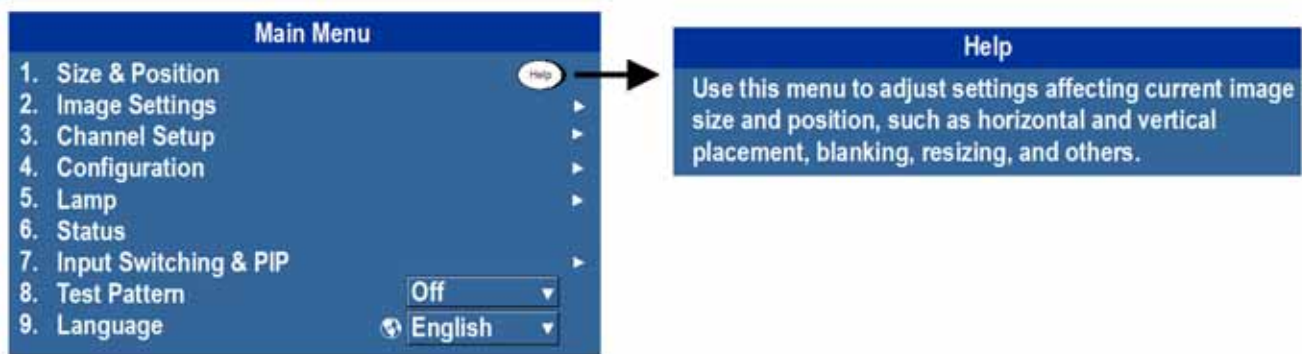 Main Menu
1. Size & Position Help
2. Image Settings
3. Channel Setup
4. Configuration
5. Lamp
6. Status
7. Input Switching & PIP
8. Test Pattern Off
9. Language English
Help
Use this menu to adjust settings affecting current image
size and position, such as horizontal and vertical
placement, blanking, resizing, and others.